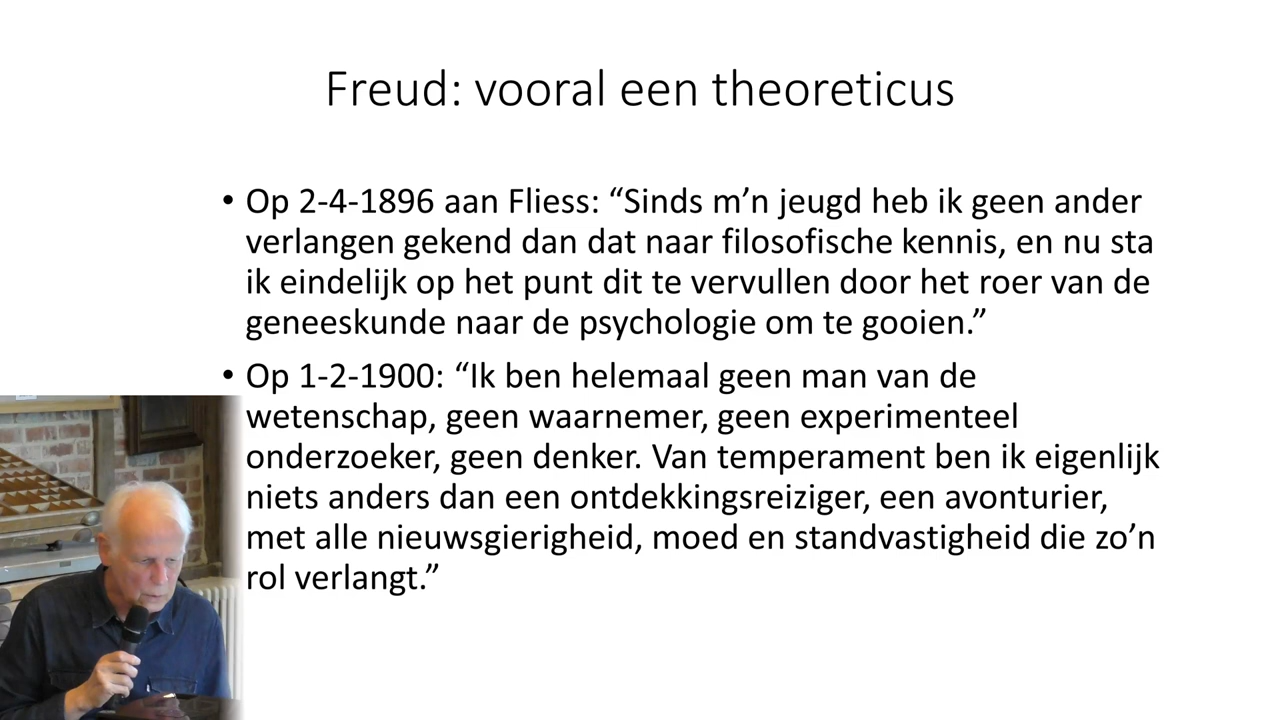 Freud: vooral een theoreticus
• Op 2-4-1896 aan Fliess: “Sinds m’n jeugd heb ik geen ander
verlangen gekend dan dat naar filosofische kennis, en nu sta
ik eindelijk op het punt dit te vervullen door het roer van de
geneeskunde naar de psychologie om te gooien.”
• Op 1-2-1900: “Ik ben helemaal geen man van de
wetenschap, geen waarnemer, geen experimenteel
onderzoeker, geen denker. Van temperament ben ik eigenlijk
niets anders dan een ontdekkingsreiziger, een avonturier,
met alle nieuwsgierigheid, moed en standvastigheid die zo’n
rol verlangt.”